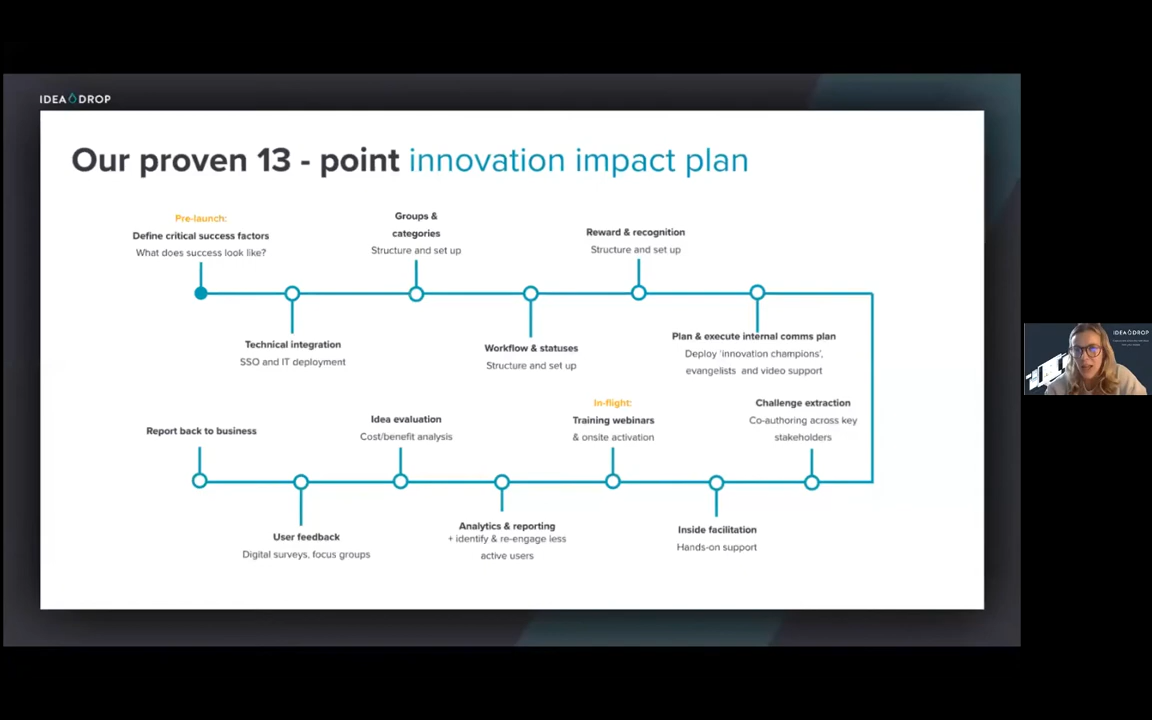 IDEA DROP
Our proven 13 - point innovation impact plan
Pre-launch:
Define critical success factors
What does success look like?
Groups &
categories
Structure and set up
Reward & recognition
Structure and set up
Technical integration
SSO and IT deployment
Workflow & statuses
Structure and set up
Plan & execute internal comms plan
Deploy ‘innovation champions’,
evangelists and video support
Report back to business
Idea evaluation
Cost/benefit analysis
In-flight:
Training webinars
& onsite activation
Challenge extraction
Co-authoring across key
stakeholders
User feedback
Digital surveys, focus groups
Analytics & reporting
+ identify & re-engage less
active users
Inside facilitation
Hands-on support
IDEA DROP